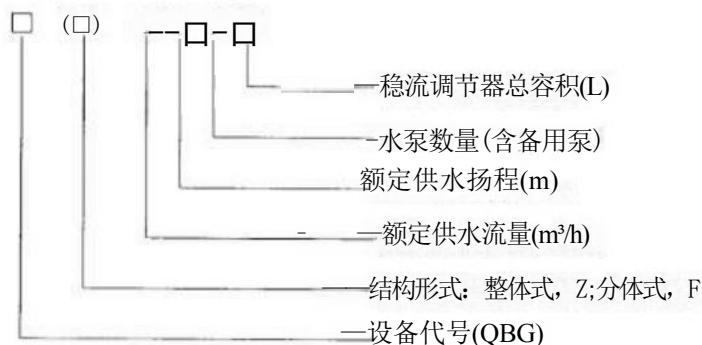 □ (□) --□-□
稳流调节器总容积(L)
水泵数量(含备用泵)
额定供水扬程(m)
额定供水流量(m³/h)
结构形式：整体式，Z;分体式，F
设备代号(QBG)